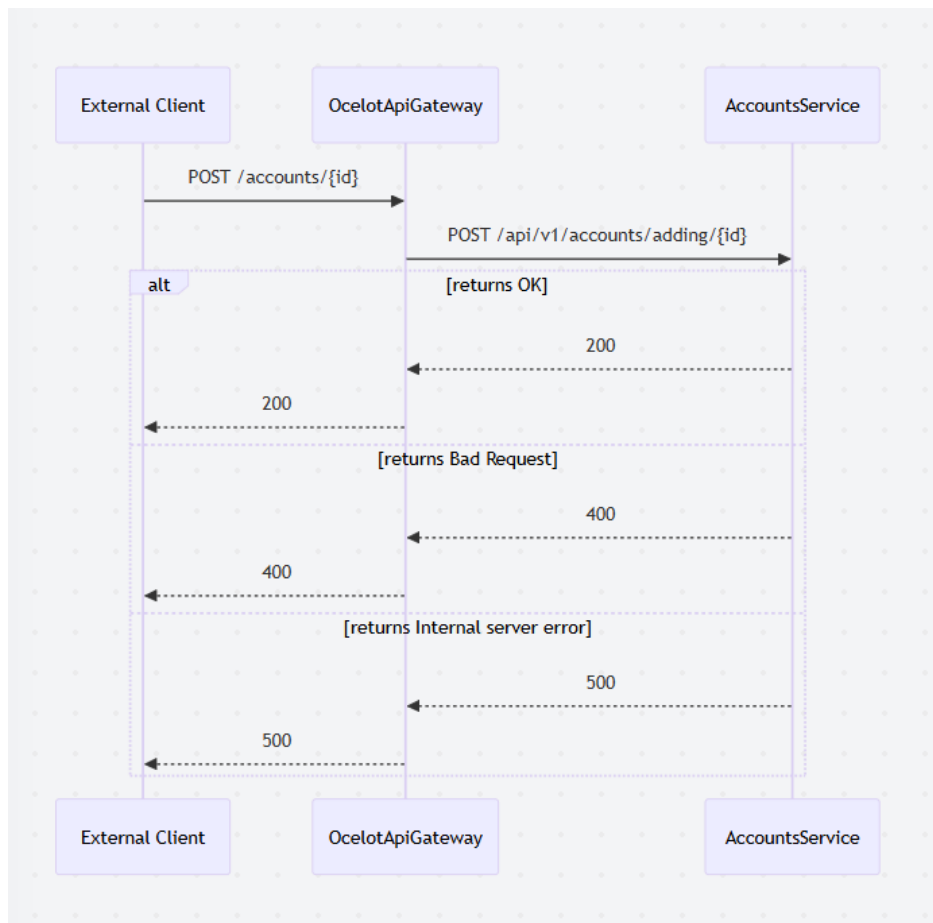 External Client
OcelotApiGateway
AccountsService
POST /accounts/{id}
POST /api/v1/accounts/adding/{id}
alt
[returns OK]
200
200
[returns Bad Request]
400
400
[returns Internal server error]
500
500
External Client
OcelotApiGateway
AccountsService